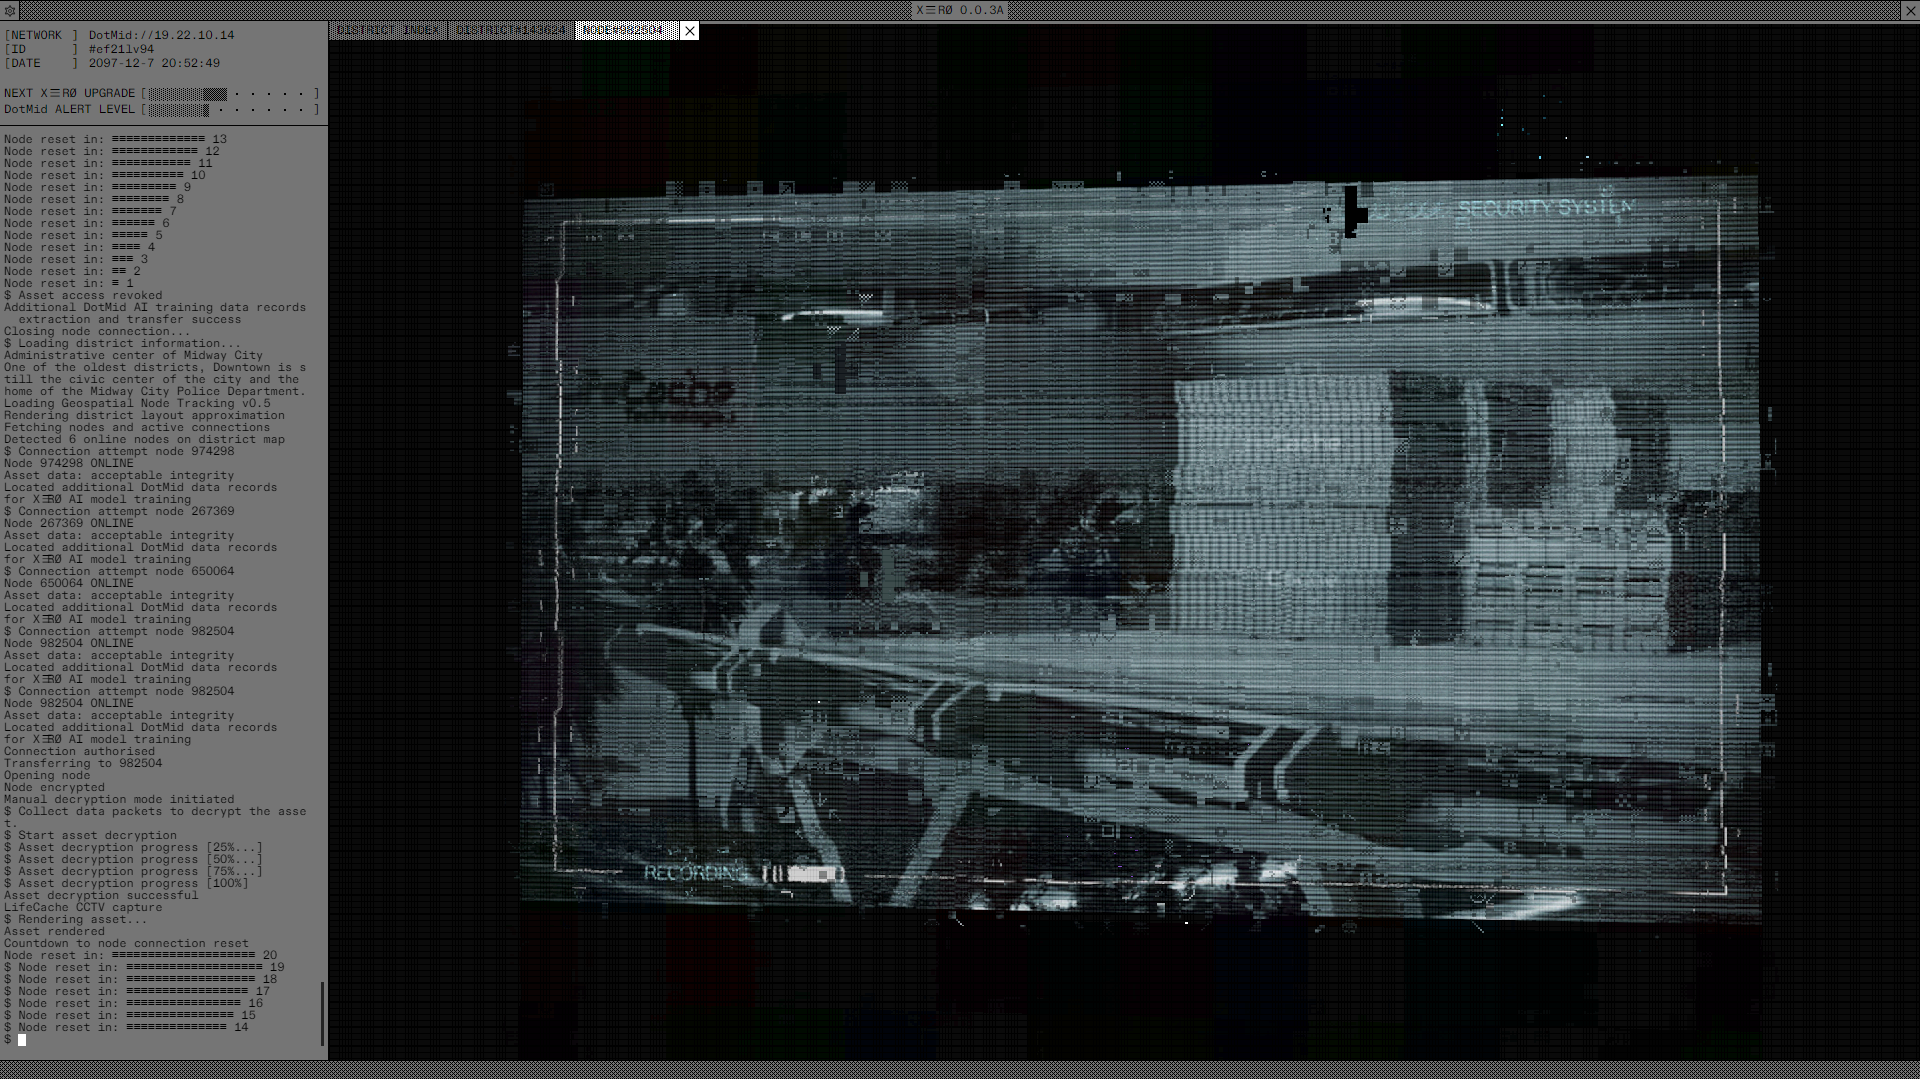 X☰RØ 0.0.3A
[NETWORK ] DotMid://19.22.10.14
[ID ] #ef21lv94
[DATE ] 2097-12-7 20:52:49
NEXT X☰RØ UPGRADE [ . . . . . ]
DotMid ALERT LEVEL [ . . . . . . ]
DISTRICT INDEX
DISTRICT#143624
NODE#982504
Node reset in: ≡≡≡≡≡≡≡≡≡≡≡≡≡ 13
Node reset in: ≡≡≡≡≡≡≡≡≡≡≡≡ 12
Node reset in: ≡≡≡≡≡≡≡≡≡≡≡ 11
Node reset in: ≡≡≡≡≡≡≡≡≡≡ 10
Node reset in: ≡≡≡≡≡≡≡≡≡ 9
Node reset in: ≡≡≡≡≡≡≡≡ 8
Node reset in: ≡≡≡≡≡≡≡ 7
Node reset in: ≡≡≡≡≡≡ 6
Node reset in: ≡≡≡≡≡ 5
Node reset in: ≡≡≡≡ 4
Node reset in: ≡≡≡ 3
Node reset in: ≡≡ 2
Node reset in: ≡ 1
$ Asset access revoked
Additional DotMid AI training data records
extraction and transfer success
Closing node connection...
$ Loading district information...
Administrative center of Midway City
One of the oldest districts, Downtown is s
till the civic center of the city and the
home of the Midway City Police Department.
Loading Geospatial Node Tracking v0.5
Rendering district layout approximation
Fetching nodes and active connections
Detected 6 online nodes on district map
$ Connection attempt node 974298
Node 974298 ONLINE
Asset data: acceptable integrity
Located additional DotMid data records
for X☰RØ AI model training
$ Connection attempt node 267369
Node 267369 ONLINE
Asset data: acceptable integrity
Located additional DotMid data records
for X☰RØ AI model training
$ Connection attempt node 650064
Node 650064 ONLINE
Asset data: acceptable integrity
Located additional DotMid data records
for X☰RØ AI model training
$ Connection attempt node 982504
Node 982504 ONLINE
Asset data: acceptable integrity
Located additional DotMid data records
for X☰RØ AI model training
$ Connection attempt node 982504
Node 982504 ONLINE
Asset data: acceptable integrity
Located additional DotMid data records
for X☰RØ AI model training
Connection authorised
Transferring to 982504
Opening node
Node encrypted
Manual decryption mode initiated
$ Collect data packets to decrypt the asse
t.
$ Start asset decryption
$ Asset decryption progress [25%...]
$ Asset decryption progress [50%...]
$ Asset decryption progress [75%...]
$ Asset decryption progress [100%]
Asset decryption successful
LifeCache CCTV capture
$ Rendering asset...
Asset rendered
Countdown to node connection reset
Node reset in: ≡≡≡≡≡≡≡≡≡≡≡≡≡≡≡≡≡≡≡≡ 20
$ Node reset in: ≡≡≡≡≡≡≡≡≡≡≡≡≡≡≡≡≡≡≡ 19
$ Node reset in: ≡≡≡≡≡≡≡≡≡≡≡≡≡≡≡≡≡≡ 18
$ Node reset in: ≡≡≡≡≡≡≡≡≡≡≡≡≡≡≡≡≡ 17
$ Node reset in: ≡≡≡≡≡≡≡≡≡≡≡≡≡≡≡≡ 16
$ Node reset in: ≡≡≡≡≡≡≡≡≡≡≡≡≡≡≡ 15
$ Node reset in: ≡≡≡≡≡≡≡≡≡≡≡≡≡≡ 14
$
SECURITY SYSTEM
Cache
RECORDING